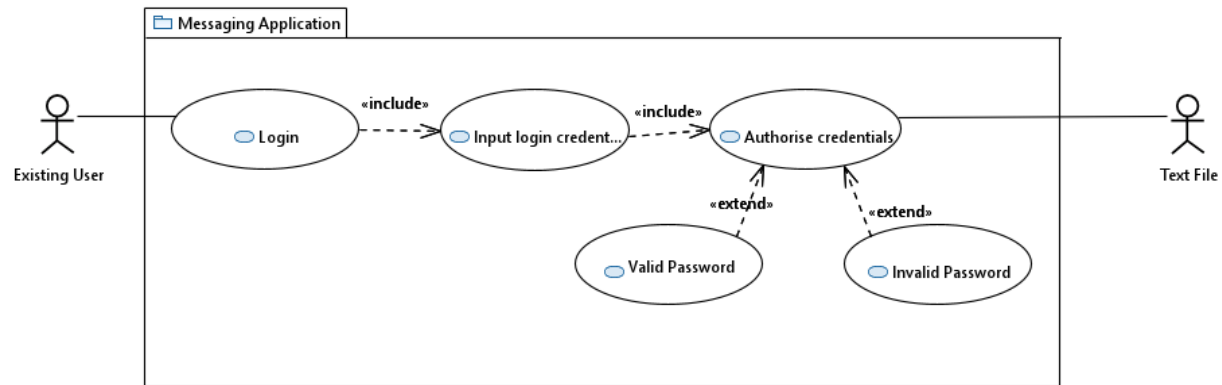 Messaging Application
«include»
«include»
Login
Input login credent...
Authorise credentials
Existing User
Text File
«extend»
«extend»
Valid Password
Invalid Password